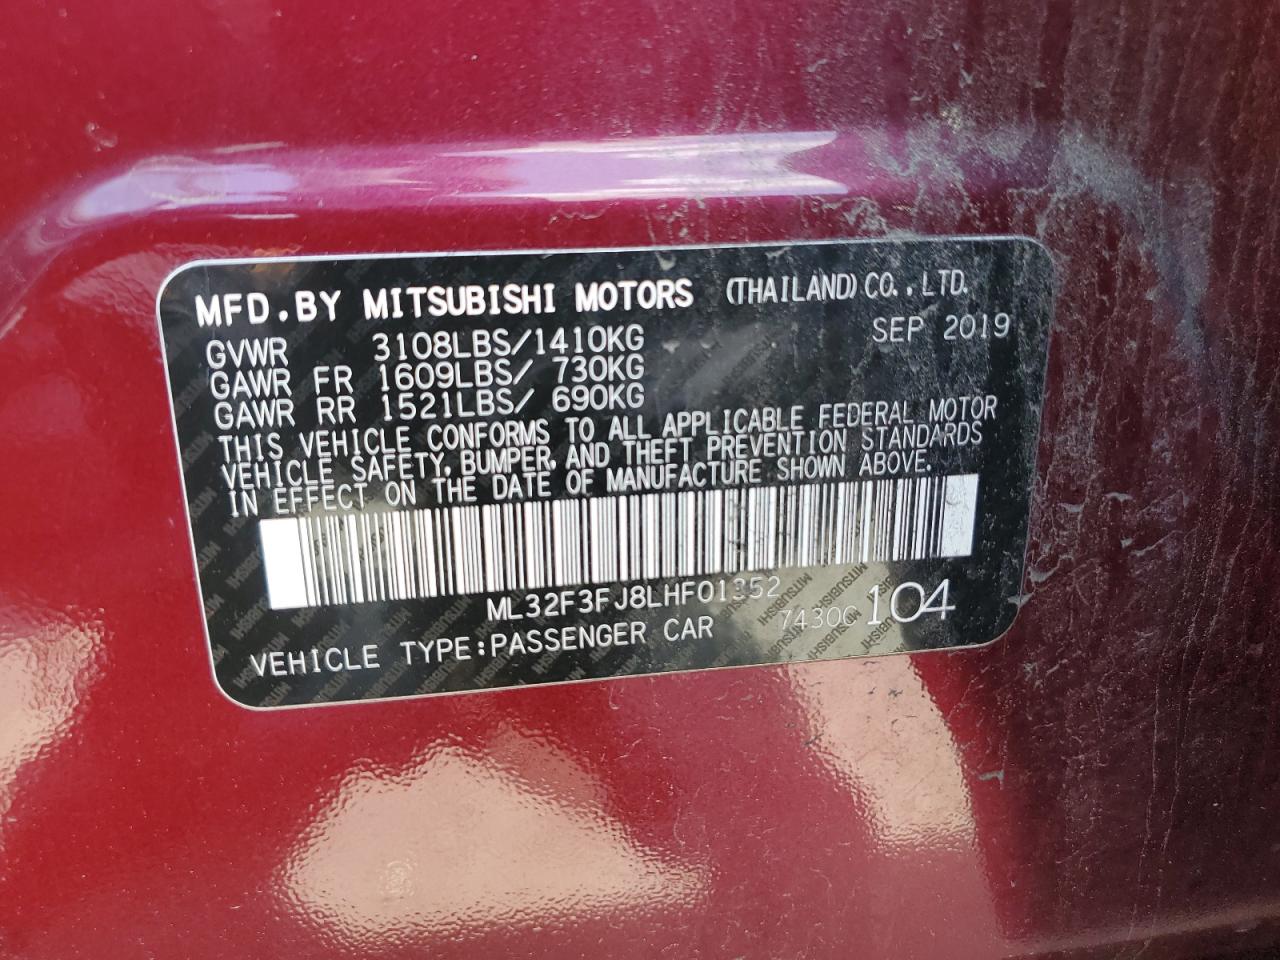 MFD.BY MITSUBISHI MOTORS (THAILAND) CO.,LTD.
GVWR 3108LBS/1410KG SEP 2019
GAWR FR 1609LBS/ 730KG
GAWR RR 1521LBS/ 690KG
THIS VEHICLE CONFORMS TO ALL APPLICABLE FEDERAL MOTOR
VEHICLE SAFETY, BUMPER, AND THEFT PREVENTION STANDARDS
IN EFFECT ON THE DATE OF MANUFACTURE SHOWN ABOVE.
ML32F3FJ8LHF01352
VEHICLE TYPE:PASSENGER CAR 7430C 104